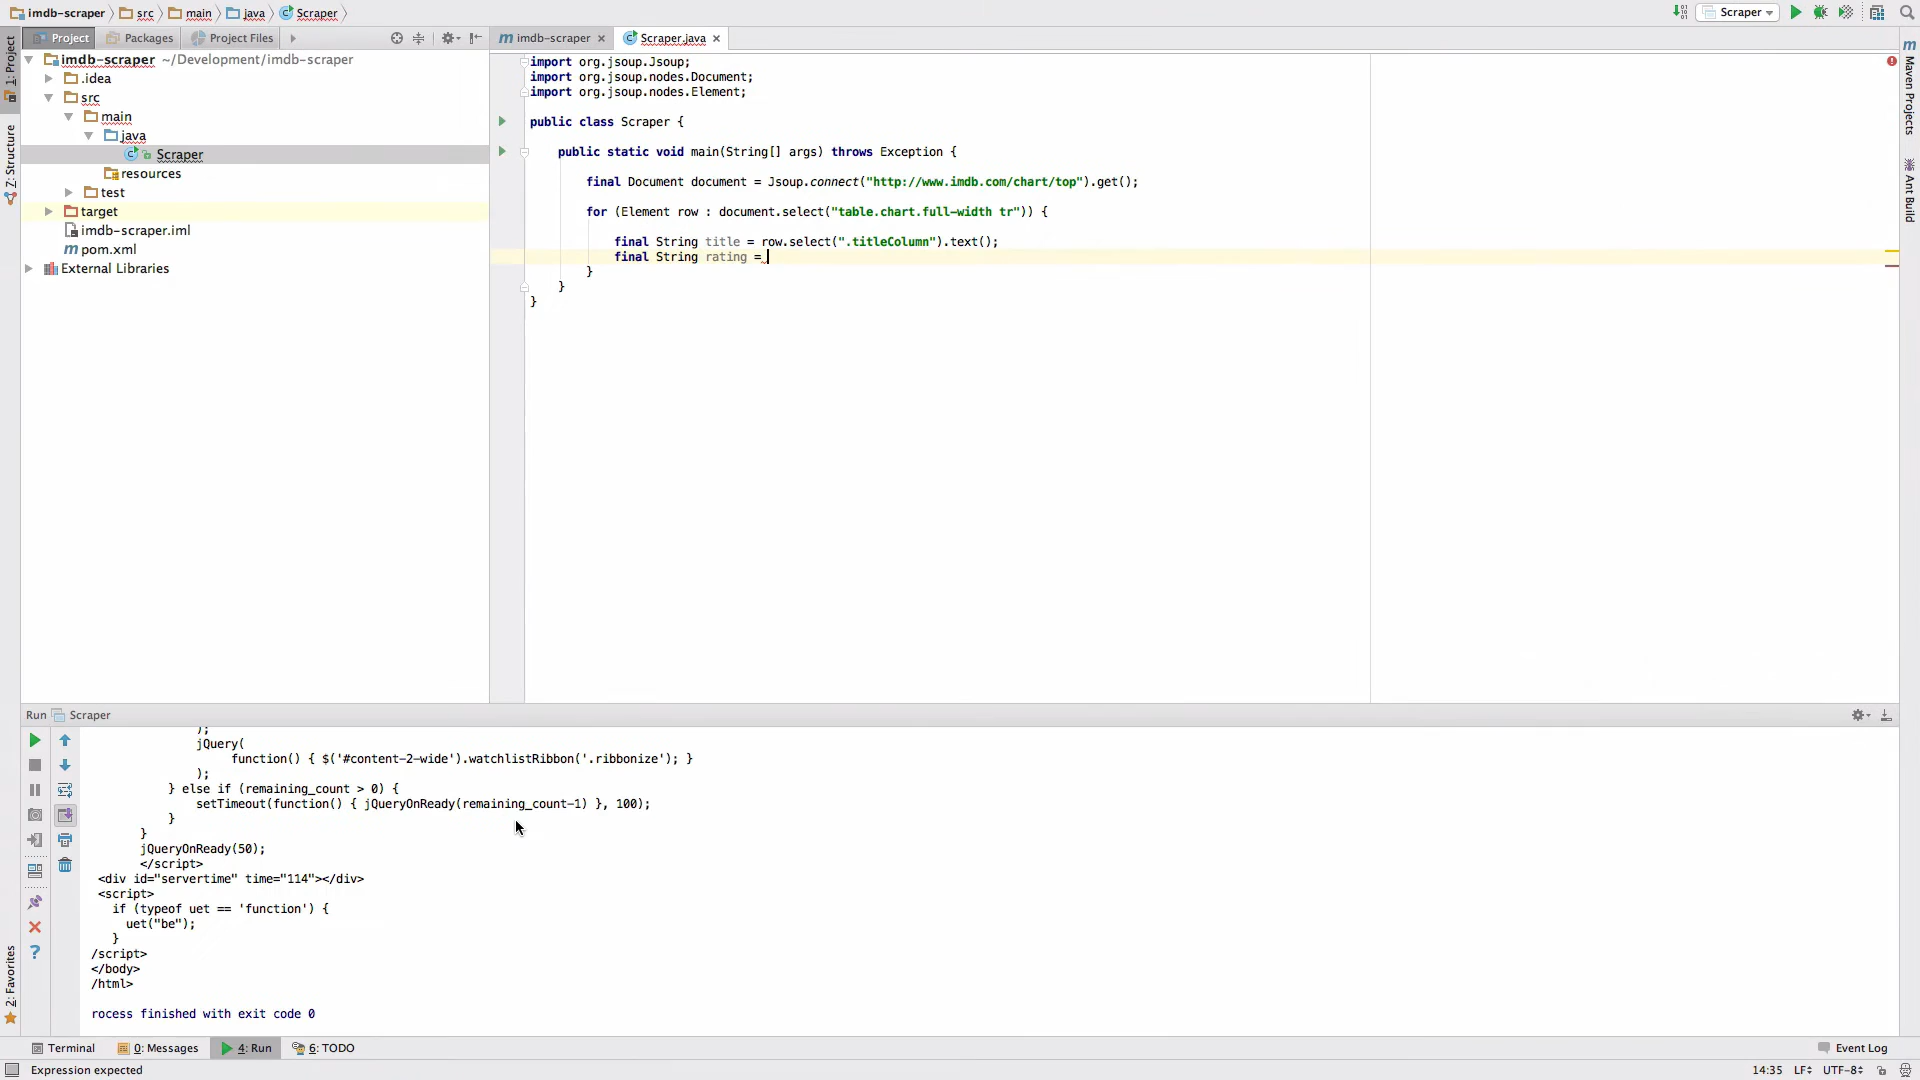 imdb-scraper src main java Scraper
Scraper
Project Packages Project Files
imdb-scraper Scraper.java
1: Project
Z: Structure
2: Favorites
imdb-scraper ~/Development/imdb-scraper
.idea
src
main
java
Scraper
resources
test
target
imdb-scraper.iml
pom.xml
External Libraries
import org.jsoup.Jsoup;
import org.jsoup.nodes.Document;
import org.jsoup.nodes.Element;
public class Scraper {
public static void main(String[] args) throws Exception {
final Document document = Jsoup.connect("http://www.imdb.com/chart/top").get();
for (Element row : document.select("table.chart.full-width tr")) {
final String title = row.select(".titleColumn").text();
final String rating =
}
}
}
Maven Projects
Ant Build
Run Scraper
);
jQuery(
function() { $('#content-2-wide').watchlistRibbon('.ribbonize'); }
);
} else if (remaining_count > 0) {
setTimeout(function() { jQueryOnReady(remaining_count-1) }, 100);
}
}
jQueryOnReady(50);
</script>
<div id="servertime" time="114"></div>
<script>
if (typeof uet == 'function') {
uet("be");
}
/script>
</body>
/html>
rocess finished with exit code 0
Terminal 0: Messages 4: Run 6: TODO Event Log
Expression expected 14:35 LF UTF-8